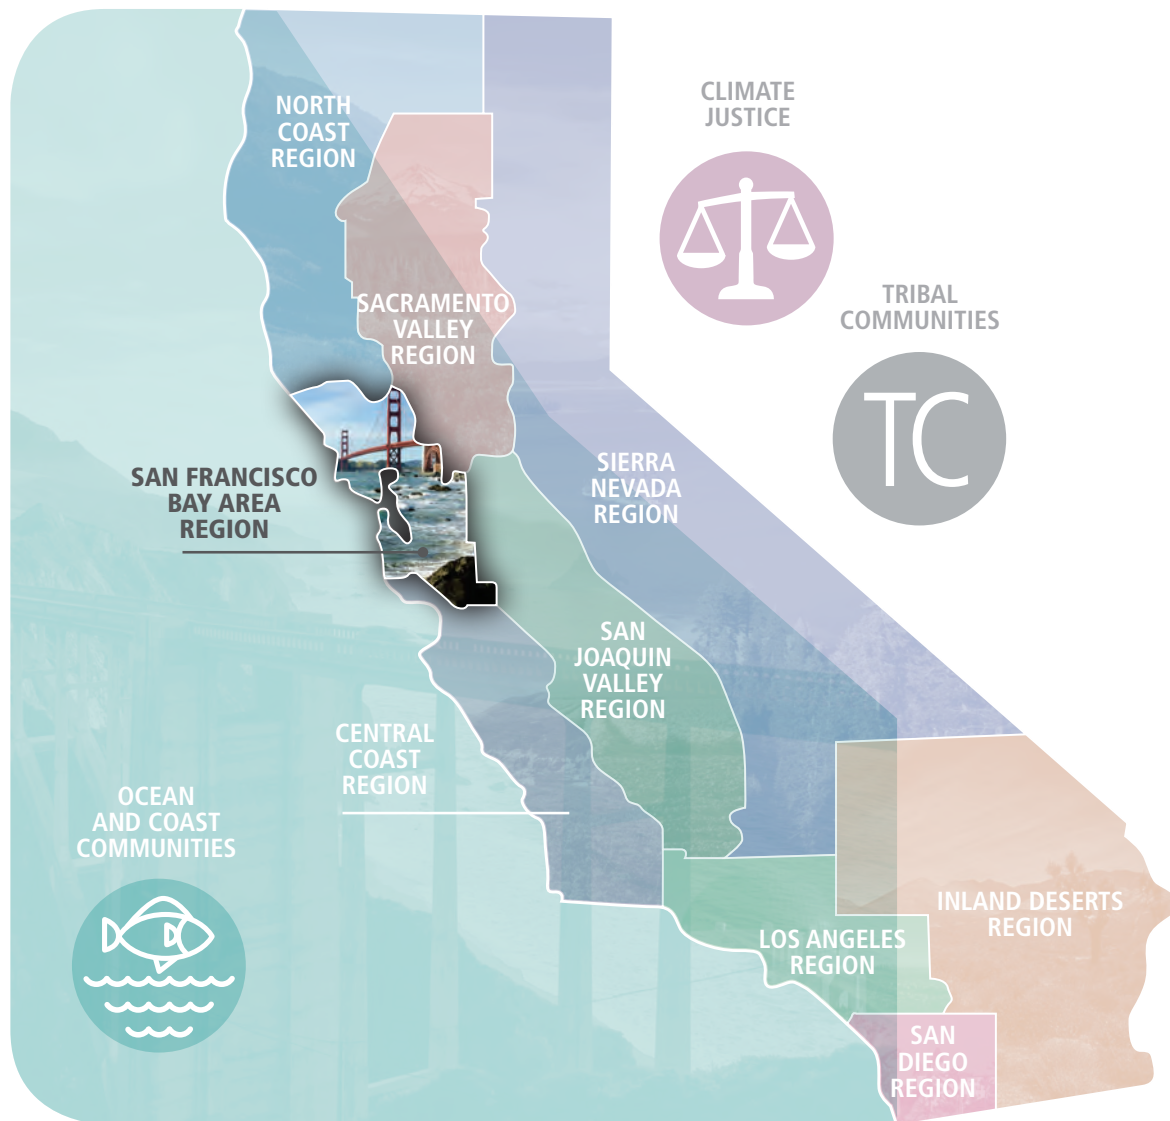 CLIMATE
JUSTICE
NORTH
COAST
REGION
TRIBAL
COMMUNITIES
TC
SACRAMENTO
VALLEY
REGION
SAN FRANCISCO
BAY AREA
REGION
SIERRA
NEVADA
REGION
SAN
JOAQUIN
VALLEY
REGION
CENTRAL
COAST
REGION
OCEAN
AND COAST
COMMUNITIES
INLAND DESERTS
REGION
LOS ANGELES
REGION
SAN
DIEGO
REGION